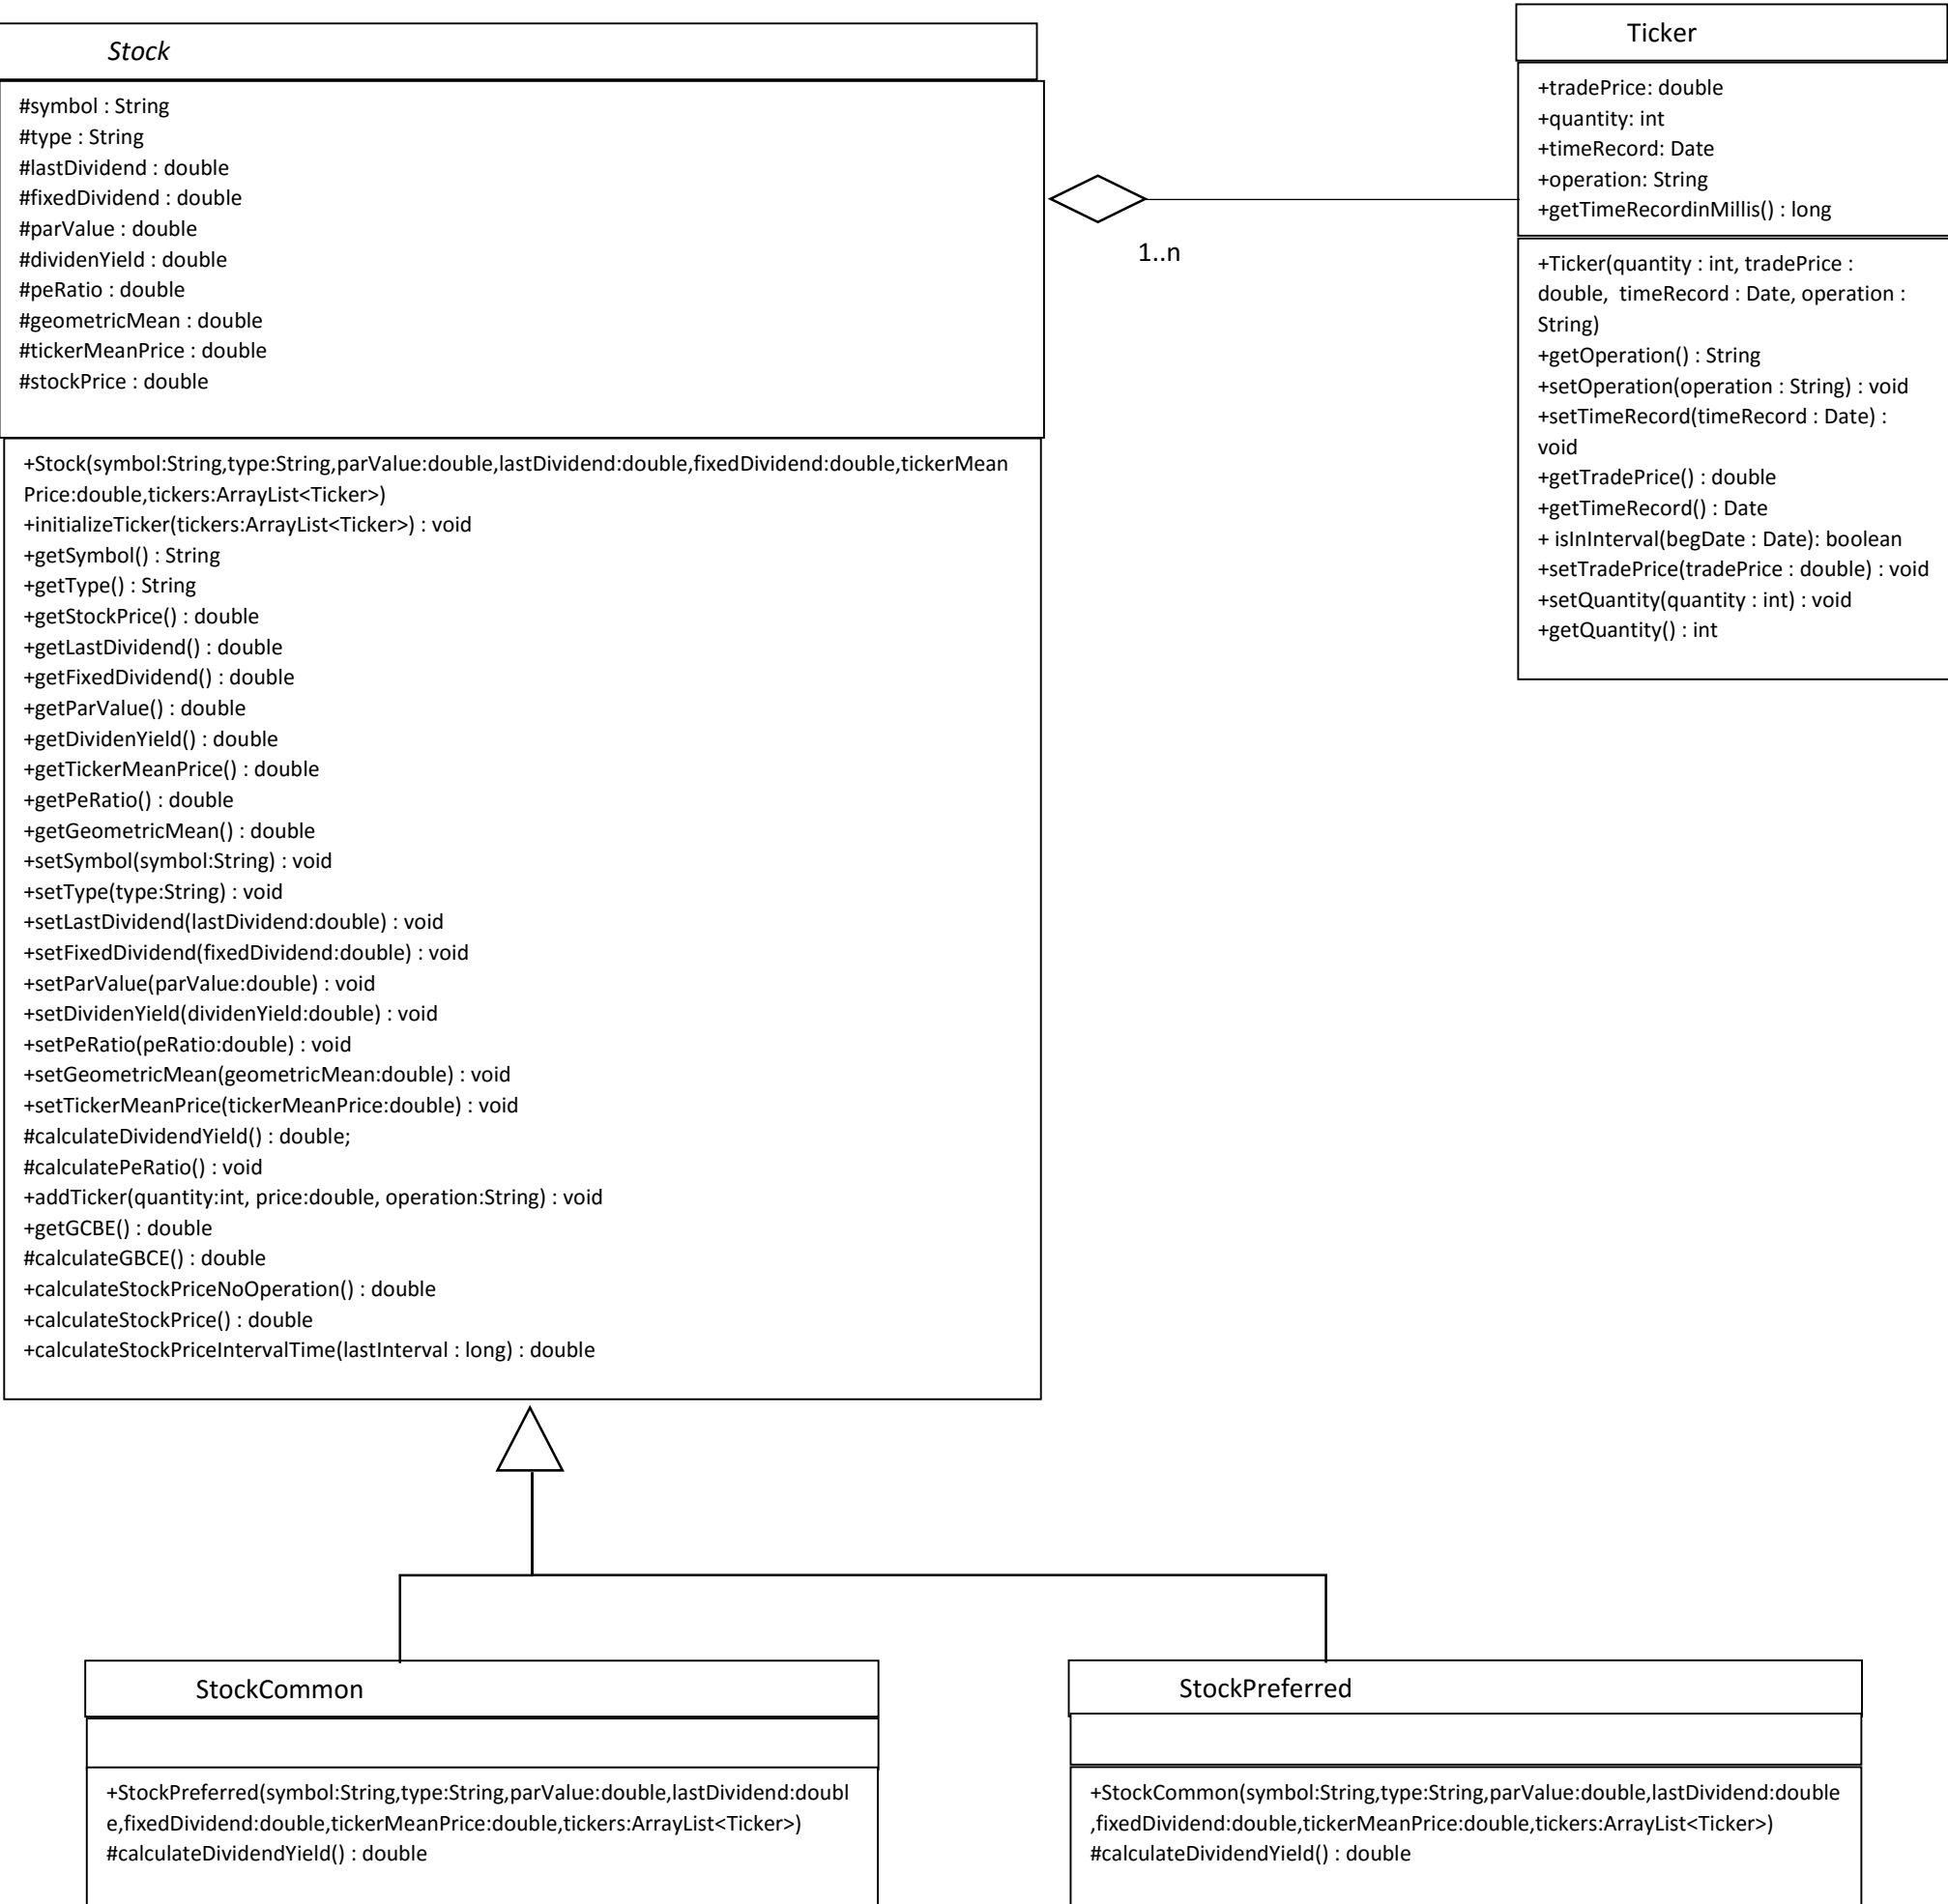 Stock
#symbol : String
#type : String
#lastDividend : double
#fixedDividend : double
#parValue : double
#dividenYield : double
#peRatio : double
#geometricMean : double
#tickerMeanPrice : double
#stockPrice : double
+Stock(symbol:String,type:String,parValue:double,lastDividend:double,fixedDividend:double,tickerMean
Price:double,tickers:ArrayList<Ticker>)
+initializeTicker(tickers:ArrayList<Ticker>) : void
+getSymbol() : String
+getType() : String
+getStockPrice() : double
+getLastDividend() : double
+getFixedDividend() : double
+getParValue() : double
+getDividenYield() : double
+getTickerMeanPrice() : double
+getPeRatio() : double
+getGeometricMean() : double
+setSymbol(symbol:String) : void
+setType(type:String) : void
+setLastDividend(lastDividend:double) : void
+setFixedDividend(fixedDividend:double) : void
+setParValue(parValue:double) : void
+setDividenYield(dividenYield:double) : void
+setPeRatio(peRatio:double) : void
+setGeometricMean(geometricMean:double) : void
+setTickerMeanPrice(tickerMeanPrice:double) : void
#calculateDividendYield() : double;
#calculatePeRatio() : void
+addTicker(quantity:int, price:double, operation:String) : void
+getGCBE() : double
#calculateGBCE() : double
+calculateStockPriceNoOperation() : double
+calculateStockPrice() : double
+calculateStockPriceIntervalTime(lastInterval : long) : double
1..n
Ticker
+tradePrice: double
+quantity: int
+timeRecord: Date
+operation: String
+getTimeRecordinMillis() : long
+Ticker(quantity : int, tradePrice :
double, timeRecord : Date, operation :
String)
+getOperation() : String
+setOperation(operation : String) : void
+setTimeRecord(timeRecord : Date) :
void
+getTradePrice() : double
+getTimeRecord() : Date
+ isInInterval(begDate : Date): boolean
+setTradePrice(tradePrice : double) : void
+setQuantity(quantity : int) : void
+getQuantity() : int
StockCommon
+StockPreferred(symbol:String,type:String,parValue:double,lastDividend:doubl
e,fixedDividend:double,tickerMeanPrice:double,tickers:ArrayList<Ticker>)
#calculateDividendYield() : double
StockPreferred
+StockCommon(symbol:String,type:String,parValue:double,lastDividend:double
,fixedDividend:double,tickerMeanPrice:double,tickers:ArrayList<Ticker>)
#calculateDividendYield() : double